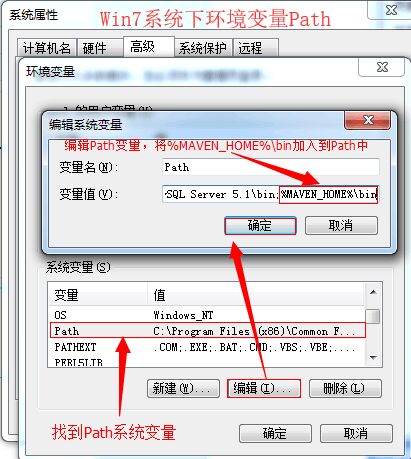 Win7系统下环境变量Path
系统属性
计算机名 硬件 高级 系统保护 远程
环境变量
的用户变量(U)
编辑系统变量
编辑Path变量，将%MAVEN_HOME%\bin加入到Path中
变量名(N): Path
变量值(V): SQL Server 5.1\bin;%MAVEN_HOME%\bin
确定 取消
系统变量(S)
变量 值
OS Windows_NT
Path C:\Program Files (x86)\Common F...
PATHEXT .COM;.EXE;.BAT;.CMD;.VBS;.VBE;....
PERL5LIB
新建(W)... 编辑(I)... 删除(L)
找到Path系统变量
确定 取消